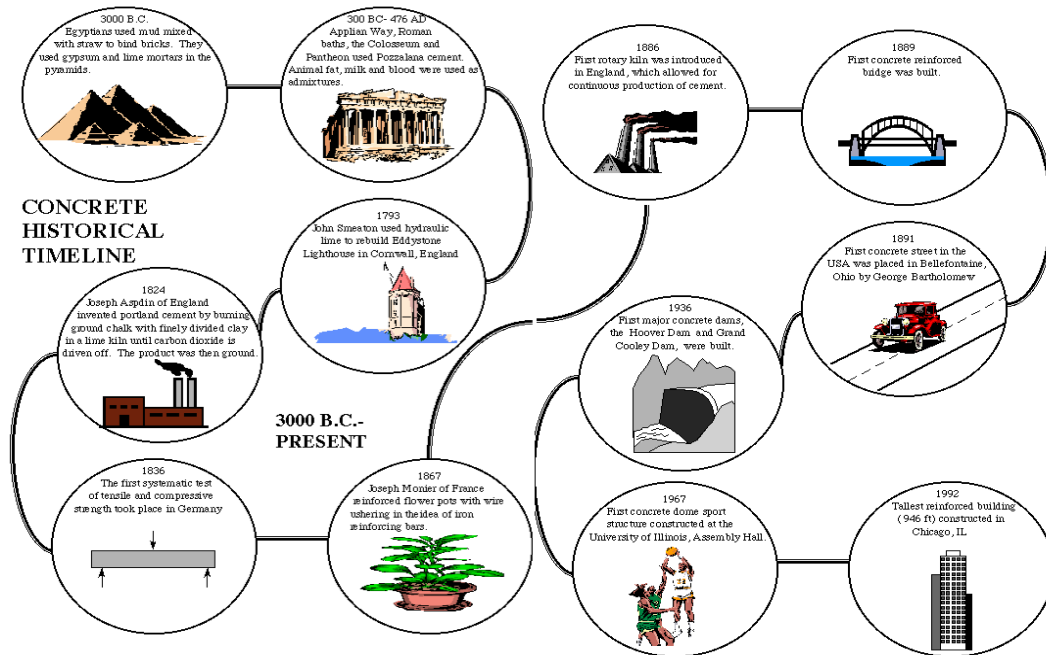 3000 B.C.
Egyptians used mud mixed
with straw to bind bricks. They
used gypsum and lime mortars in the
pyramids.
300 BC- 476 AD
Applian Way, Roman
baths, the Colosseum and
Pantheon used Pozzalana cement.
Animal fat, milk and blood were used as
admixtures.
CONCRETE
HISTORICAL
TIMELINE
1793
John Smeaton used hydraulic
lime to rebuild Eddystone
Lighthouse in Cornwall, England
1824
Joseph Aspdin of England
invented portland cement by burning
ground chalk with finely divided clay
in a lime kiln until carbon dioxide is
driven off. The product was then ground.
1836
The first systematic test
of tensile and compressive
strength took place in Germany
3000 B.C.-
PRESENT
1867
Joseph Monier of France
reinforced flower pots with wire
ushering in the idea of iron
reinforcing bars.
1886
First rotary kiln was introduced
in England, which allowed for
continuous production of cement.
1889
First concrete reinforced
bridge was built.
1891
First concrete street in the
USA was placed in Bellefontaine,
Ohio by George Bartholomew
1936
First major concrete dams,
the Hoover Dam and Grand
Cooley Dam, were built.
1967
First concrete dome sport
structure constructed at the
University of Illinois, Assembly Hall.
1992
Tallest reinforced building
(946 ft) constructed in
Chicago, IL